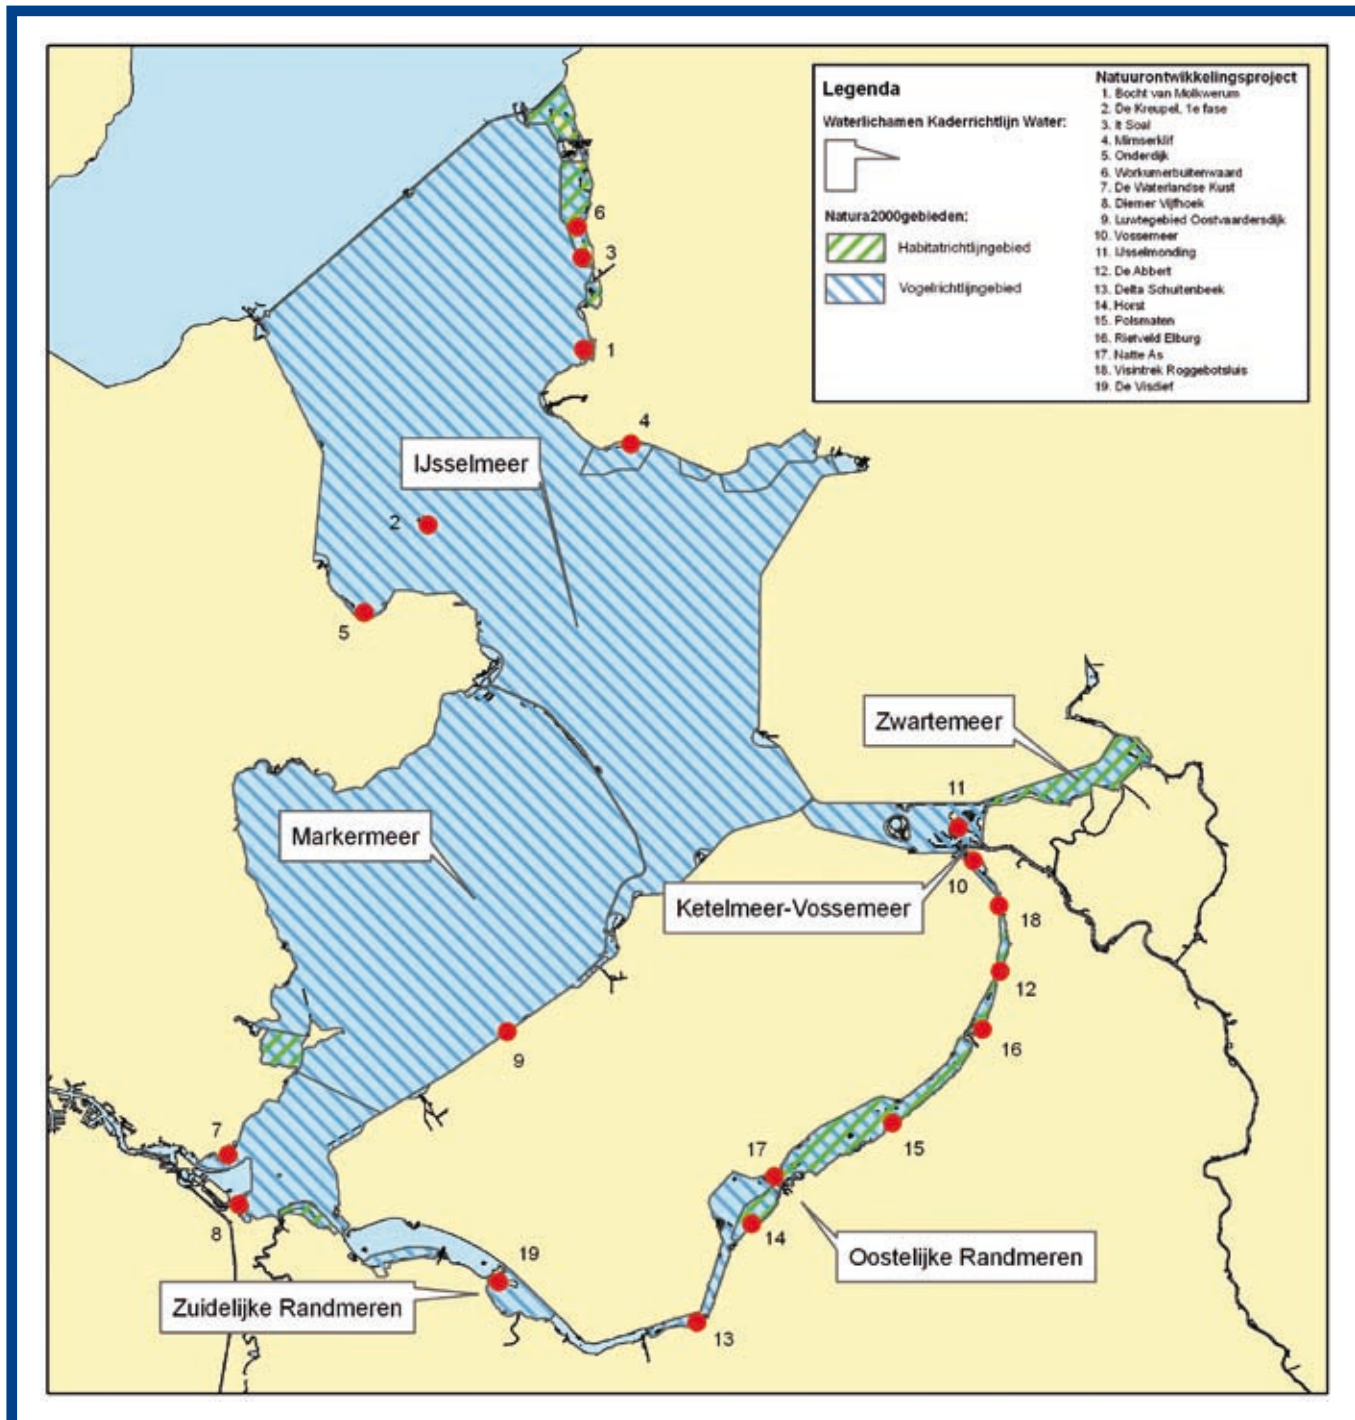 Legenda
Waterlichamen Kaderrichtlijn Water:
Natura2000gebieden:
Habitatrichtlijngebied
Vogelrichtlijngebied
Natuurontwikkelingsproject
1. Bocht van Molkwerum
2. De Kreupel, 1e fase
3. It Soal
4. Mirnserklif
5. Onderdijk
6. Workumerbuitenwaard
7. De Waterlandse Kust
8. Diemer Vijfhoek
9. Luwtegebied Oostvaardersdijk
10. Vossemeer
11. IJsselmonding
12. De Abbert
13. Delta Schuitenbeek
14. Horst
15. Polsmaten
16. Rietveld Elburg
17. Natte As
18. Visintrek Roggebotsluis
19. De Visdief
6
3
1
4
IJsselmeer
2
5
Zwartemeer
11
Markermeer
10
Ketelmeer-Vossemeer
18
12
9
16
7
15
17
8
14
19
Oostelijke Randmeren
Zuidelijke Randmeren
13